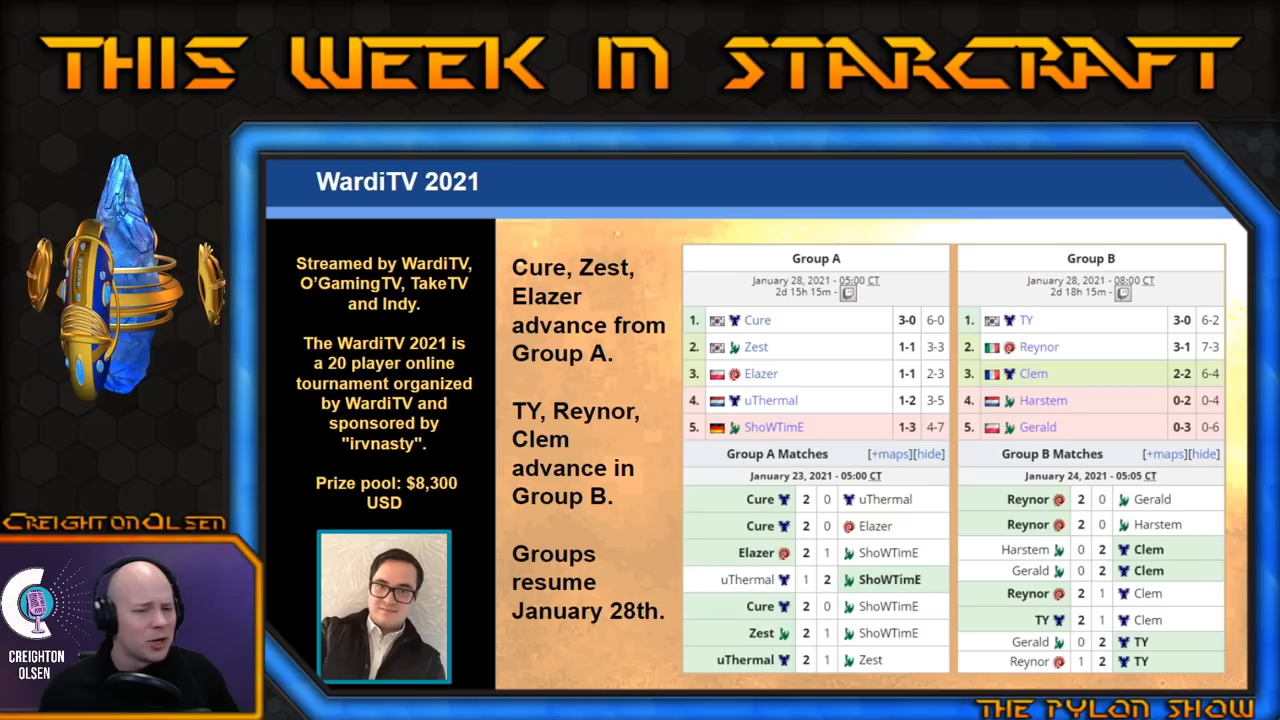 THIS WEEK IN STARCRAFT
WardiTV 2021
Streamed by WardiTV,
O'GamingTV, TakeTV
and Indy.
The WardiTV 2021 is
a 20 player online
tournament organized
by WardiTV and
sponsored by
"irvnasty".
Prize pool: $8,300
USD
Cure, Zest,
Elazer
advance from
Group A.
TY, Reynor,
Clem
advance in
Group B.
Groups
resume
January 28th.
Group A
January 28, 2021 - 05:00 CT
2d 15h 15m -
1. Cure 3-0 6-0
2. Zest 1-1 3-3
3. Elazer 1-1 2-3
4. uThermal 1-2 3-5
5. ShoWTimE 1-3 4-7
Group A Matches [+maps][hide]
January 23, 2021 - 05:00 CT
Cure 2 0 uThermal
Cure 2 0 Elazer
Elazer 2 1 ShoWTimE
uThermal 1 2 ShoWTimE
Cure 2 0 ShoWTimE
Zest 2 1 ShoWTimE
uThermal 2 1 Zest
Group B
January 28, 2021 - 08:00 CT
2d 18h 15m -
1. TY 3-0 6-2
2. Reynor 3-1 7-3
3. Clem 2-2 6-4
4. Harstem 0-2 0-4
5. Gerald 0-3 0-6
Group B Matches [+maps][hide]
January 24, 2021 - 05:05 CT
Reynor 2 0 Gerald
Reynor 2 0 Harstem
Harstem 0 2 Clem
Gerald 0 2 Clem
Reynor 2 1 Clem
TY 2 1 Clem
Gerald 0 2 TY
Reynor 1 2 TY
CREIGHTONOLSEN
CREIGHTON
OLSEN
THE PYLON SHOW